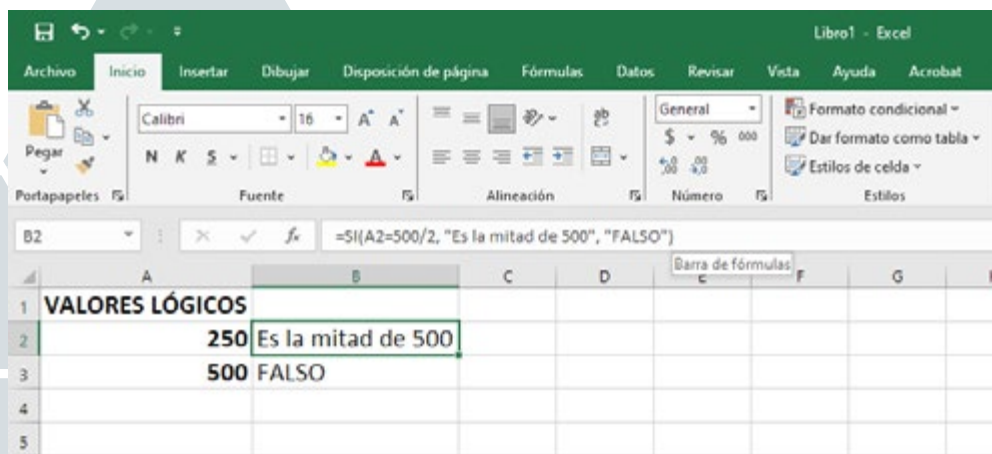 Libro1 - Excel
Archivo Inicio Insertar Dibujar Disposición de página Fórmulas Datos Revisar Vista Ayuda Acrobat
Calibri 16 A A General Formato condicional
Pegar N K S A $ % 000 Dar formato como tabla
Estilos de celda
Portapapeles Fuente Alineación Número Estilos
B2 fx =SI(A2=500/2, "Es la mitad de 500", "FALSO")
Barra de fórmulas
A B C D E F G
1 VALORES LÓGICOS
2 250 Es la mitad de 500
3 500 FALSO
4
5